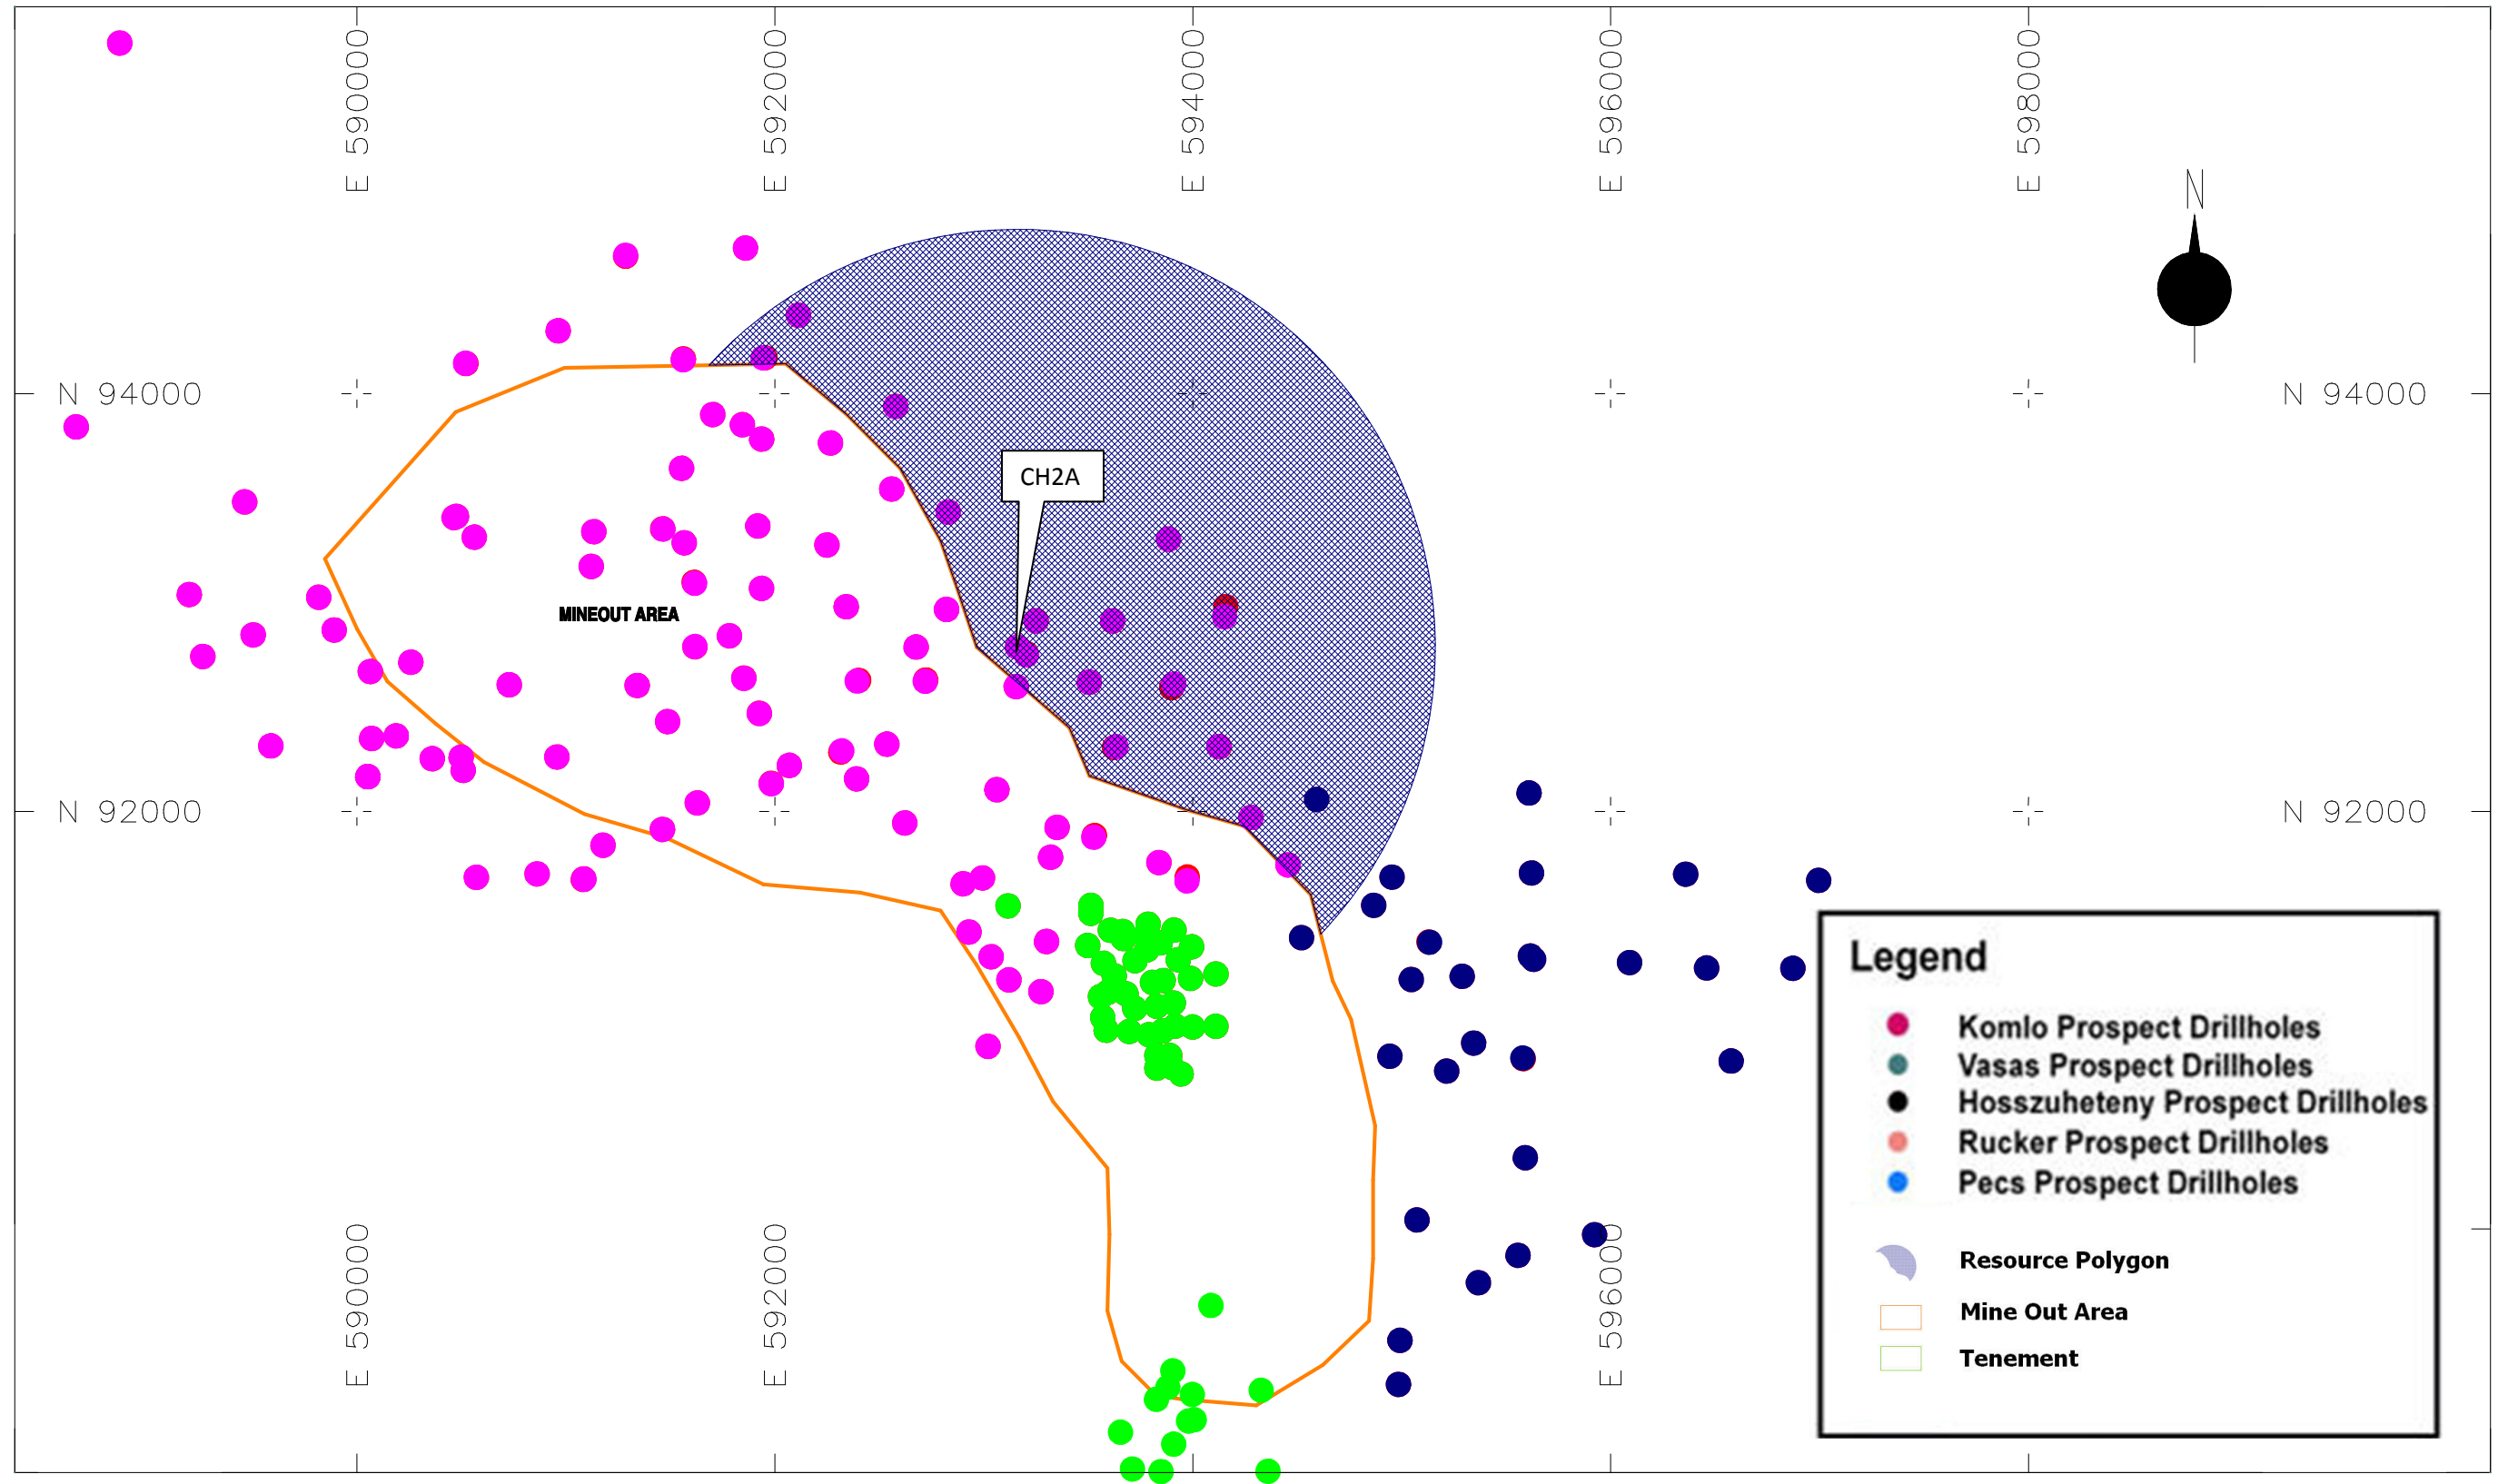 E 590000
E 592000
E 594000
E 596000
E 598000
N
N 94000
N 94000
CH2A
MINEOUT AREA
N 92000
N 92000
Legend
Komlo Prospect Drillholes
Vasas Prospect Drillholes
Hosszuheteny Prospect Drillholes
Rucker Prospect Drillholes
Pecs Prospect Drillholes
Resource Polygon
Mine Out Area
Tenement
E 590000
E 592000
E 596000